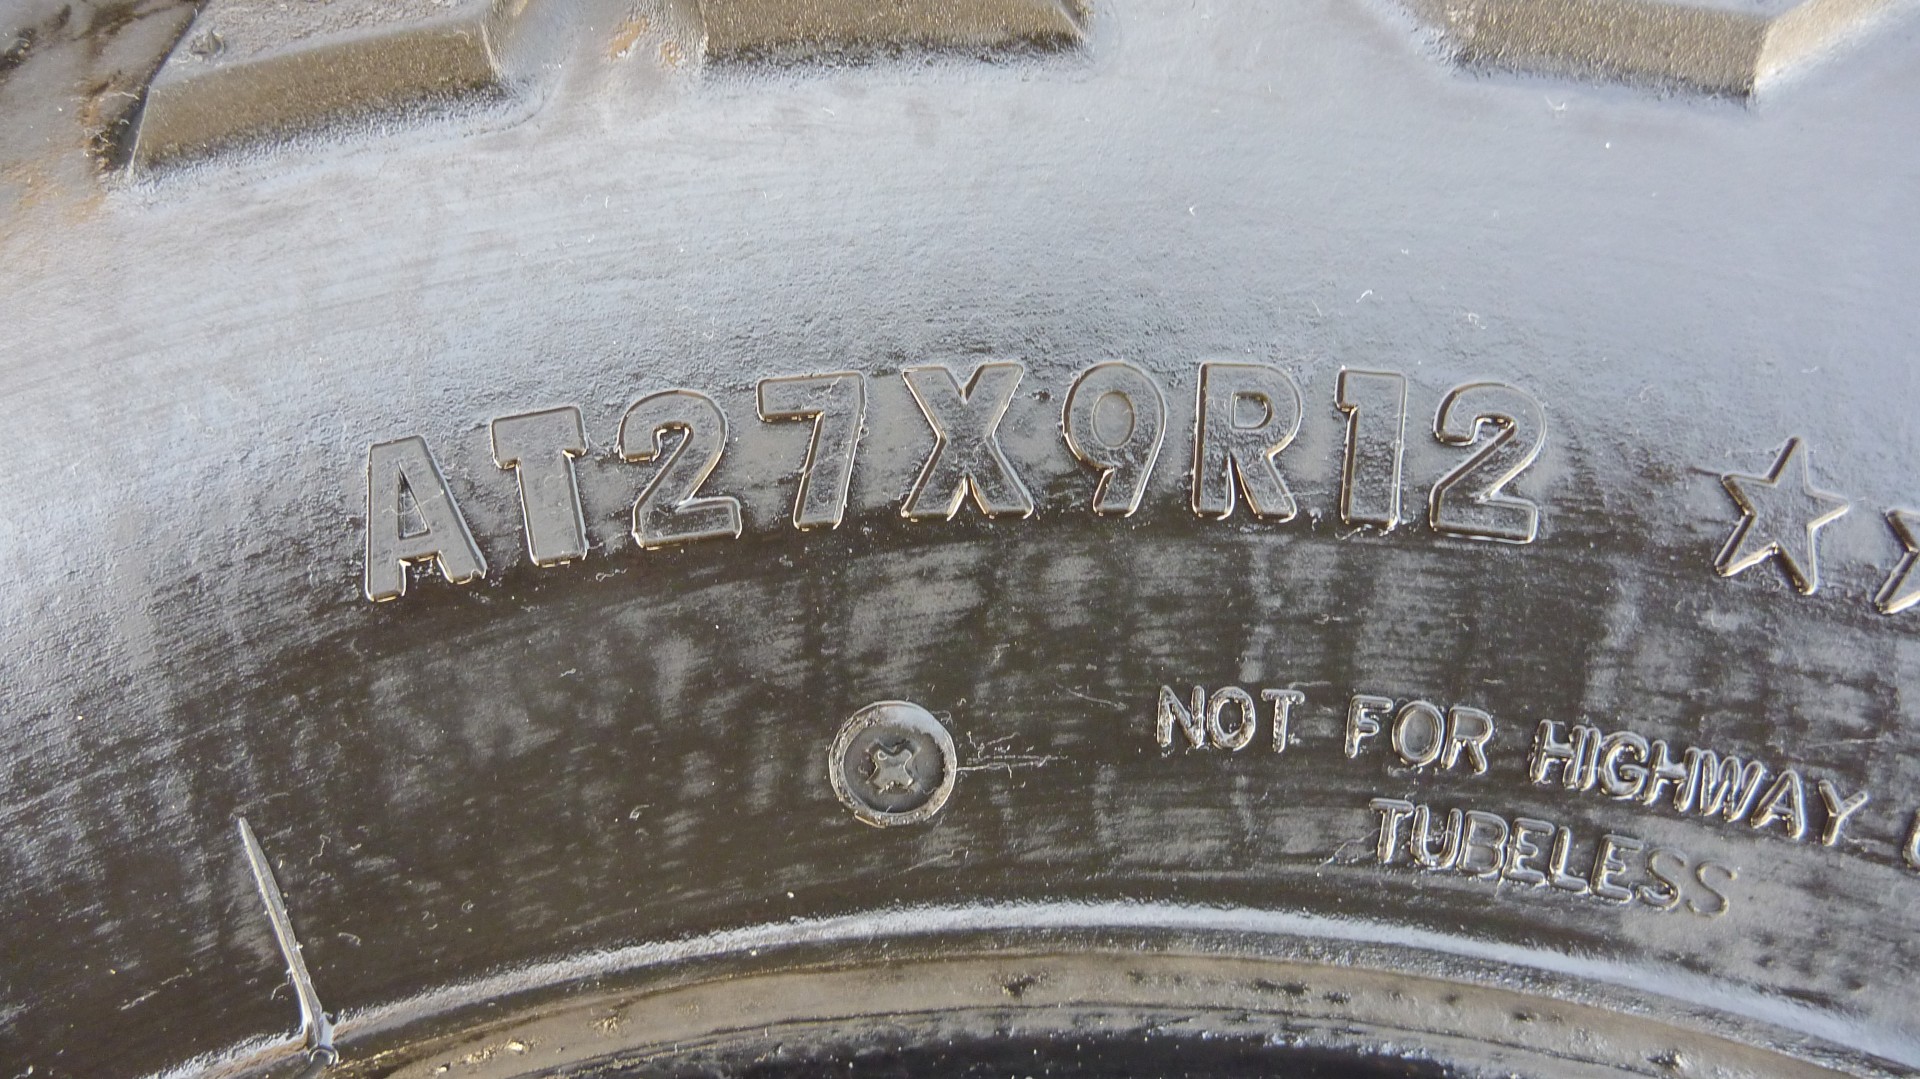 AT27X9R12
NOT FOR HIGHWAY
TUBELESS